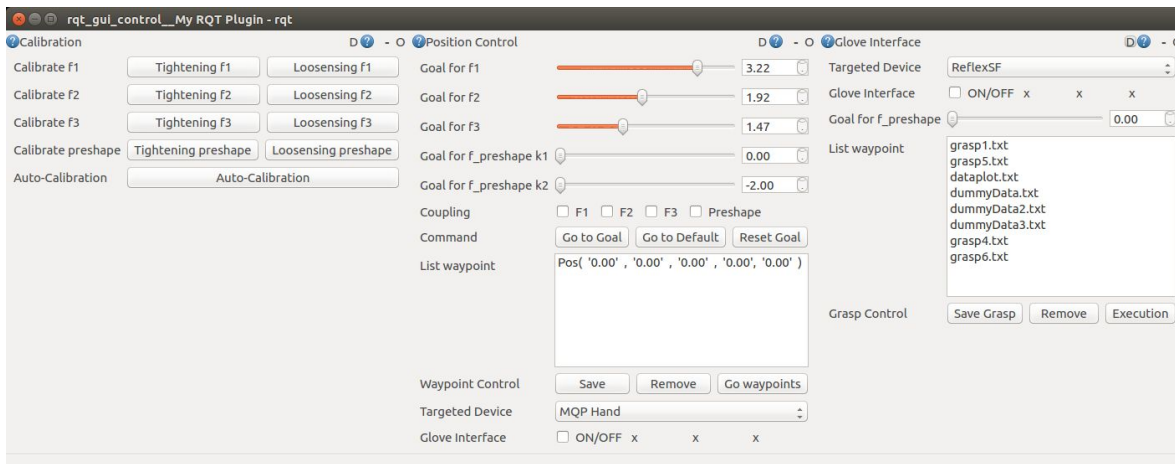 rqt_gui_control__My RQT Plugin - rqt
Calibration D - O
Calibrate f1 Tightening f1 Loosensing f1
Calibrate f2 Tightening f2 Loosensing f2
Calibrate f3 Tightening f3 Loosensing f3
Calibrate preshape Tightening preshape Loosensing preshape
Auto-Calibration Auto-Calibration
Position Control D - O
Goal for f1 3.22
Goal for f2 1.92
Goal for f3 1.47
Goal for f_preshape k1 0.00
Goal for f_preshape k2 -2.00
Coupling F1 F2 F3 Preshape
Command Go to Goal Go to Default Reset Goal
List waypoint Pos( '0.00' , '0.00' , '0.00' , '0.00', '0.00' )
Waypoint Control Save Remove Go waypoints
Targeted Device MQP Hand
Glove Interface ON/OFF x x x
Glove Interface D -
Targeted Device ReflexSF
Glove Interface ON/OFF x x x
Goal for f_preshape 0.00
List waypoint grasp1.txt
grasp5.txt
dataplot.txt
dummyData.txt
dummyData2.txt
dummyData3.txt
grasp4.txt
grasp6.txt
Grasp Control Save Grasp Remove Execution